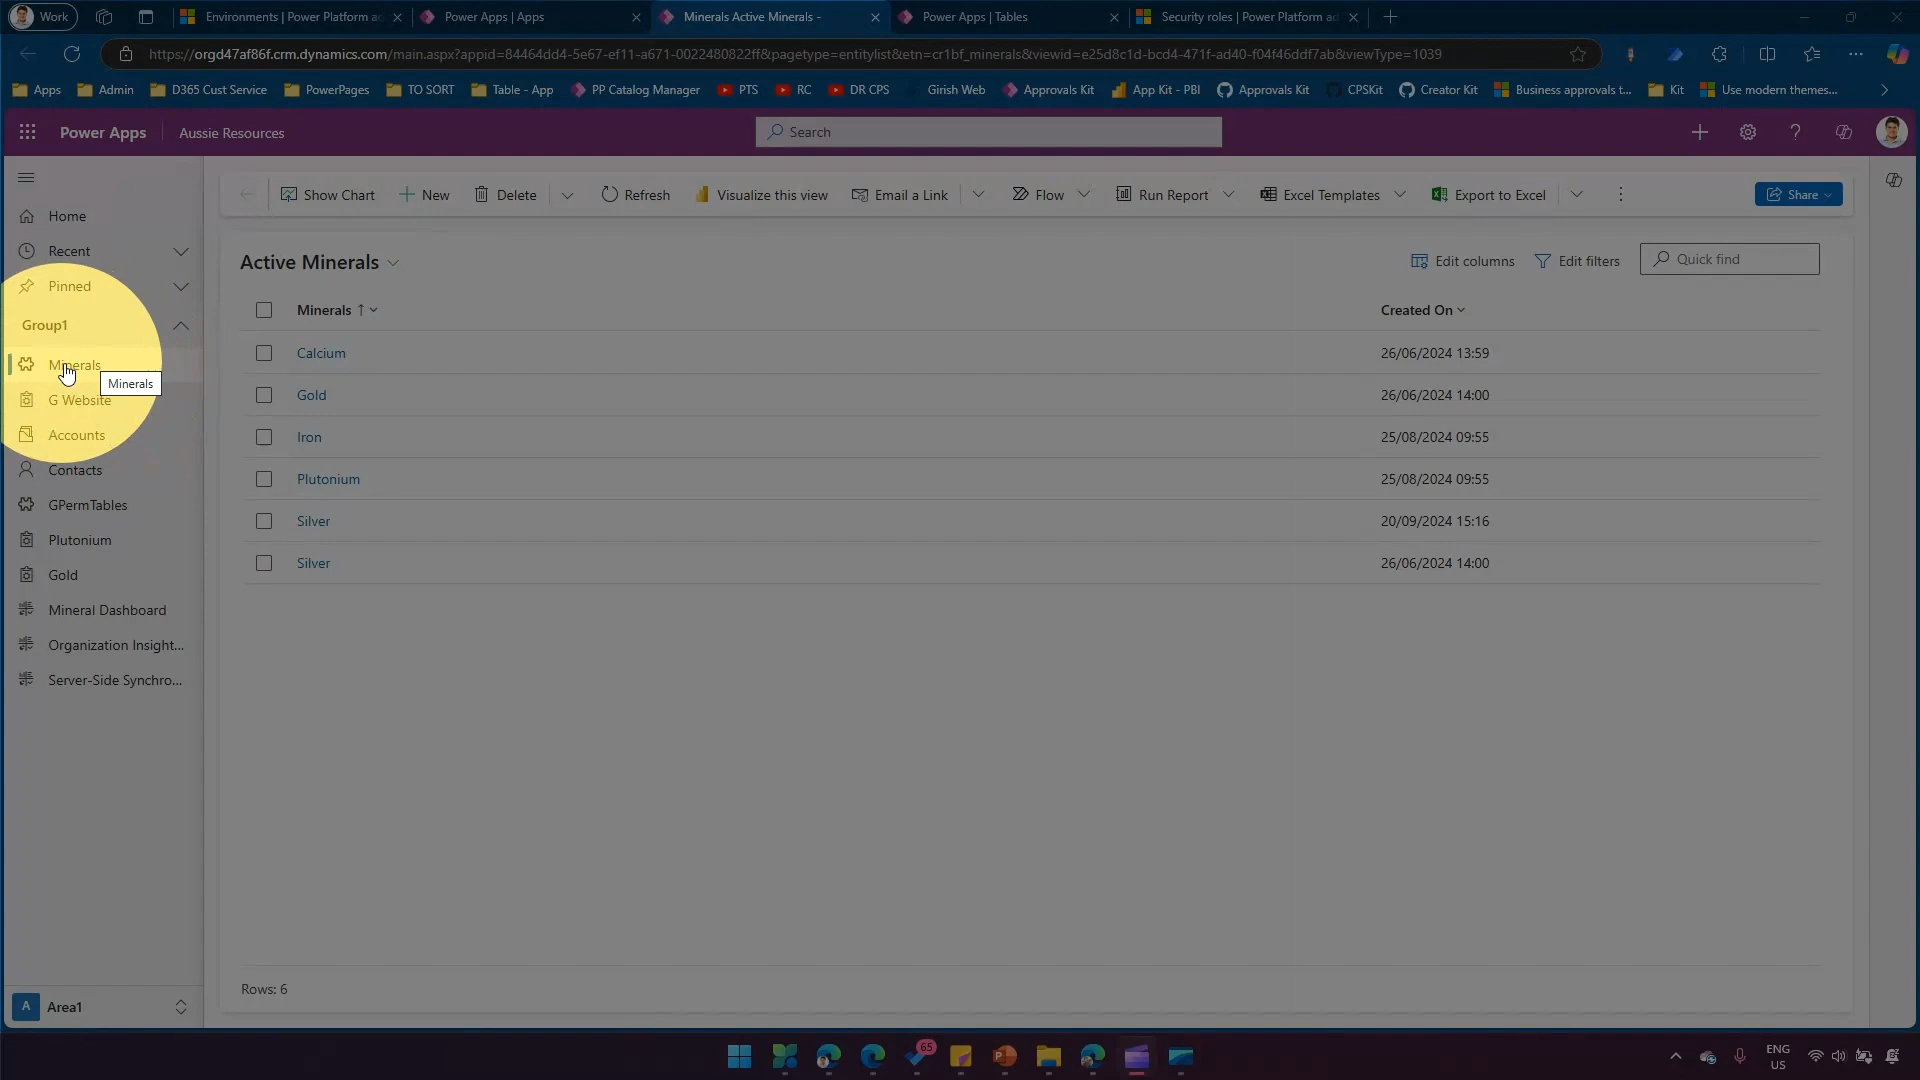 Work
Environments | Power Platform ad
Power Apps | Apps
Minerals Active Minerals -
Power Apps | Tables
Security roles | Power Platform ad
https://orgd47af86f.crm.dynamics.com/main.aspx?appid=84464dd4-5e67-ef11-a671-0022480822ff&pagetype=entitylist&etn=cr1bf_minerals&viewid=e25d8c1d-bcd4-471f-ad40-f04f46ddf7ab&viewType=1039
Apps
Admin
D365 Cust Service
PowerPages
TO SORT
Table - App
PP Catalog Manager
PTS
RC
DR CPS
Girish Web
Approvals Kit
App Kit - PBI
Approvals Kit
CPSKit
Creator Kit
Business approvals t...
Kit
Use modern themes...
Power Apps
Aussie Resources
Search
Show Chart
New
Delete
Refresh
Visualize this view
Email a Link
Flow
Run Report
Excel Templates
Export to Excel
Share
Home
Recent
Pinned
Group1
Minerals
Minerals
G Website
Accounts
Contacts
GPermTables
Plutonium
Gold
Mineral Dashboard
Organization Insight...
Server-Side Synchro...
A Area1
Active Minerals
Edit columns
Edit filters
Quick find
Minerals ↑
Created On
Calcium 26/06/2024 13:59
Gold 26/06/2024 14:00
Iron 25/08/2024 09:55
Plutonium 25/08/2024 09:55
Silver 20/09/2024 15:16
Silver 26/06/2024 14:00
Rows: 6
65
ENG
US